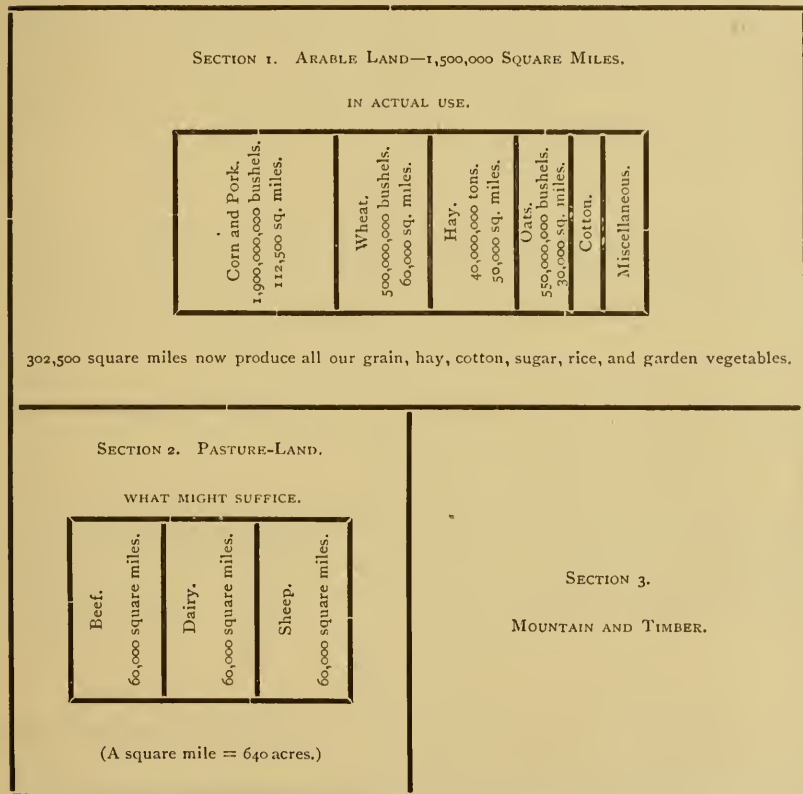 SECTION 1. ARABLE LAND—1,500,000 SQUARE MILES.
IN ACTUAL USE.
Corn and Pork.
1,900,000,000 bushels.
112,500 sq. miles.
Wheat.
500,000,000 bushels.
60,000 sq. miles.
Hay.
40,000,000 tons.
50,000 sq. miles.
Oats.
550,000,000 bushels.
30,000 sq. miles.
Cotton.
Miscellaneous.
302,500 square miles now produce all our grain, hay, cotton, sugar, rice, and garden vegetables.
SECTION 2. PASTURE-LAND.
WHAT MIGHT SUFFICE.
Beef.
60,000 square miles.
Dairy.
60,000 square miles.
Sheep.
60,000 square miles.
(A square mile = 640 acres.)
SECTION 3.
MOUNTAIN AND TIMBER.